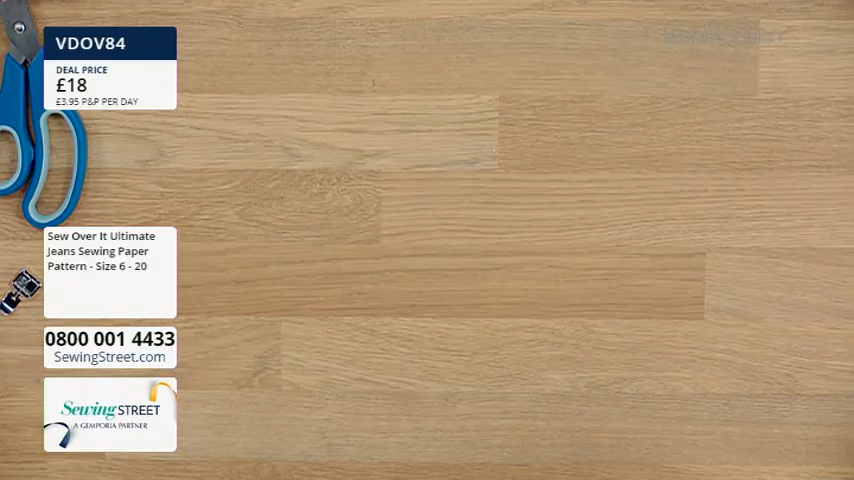 VDOV84
DEAL PRICE
£18
£3.95 P&P PER DAY
Sew Over It Ultimate
Jeans Sewing Paper
Pattern - Size 6 - 20
0800 001 4433
SewingStreet.com
Sewing STREET
A GEMPORIA PARTNER